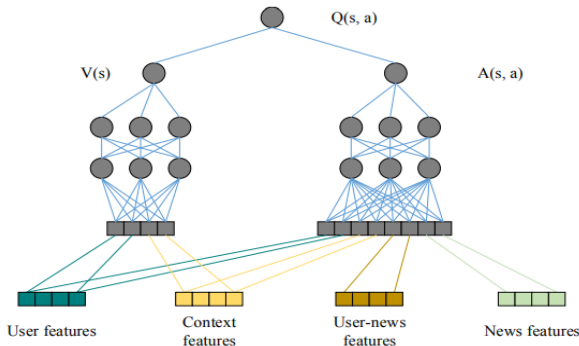 Q(s, a)
V(s)
A(s, a)
User features
Context
features
User-news
features
News features